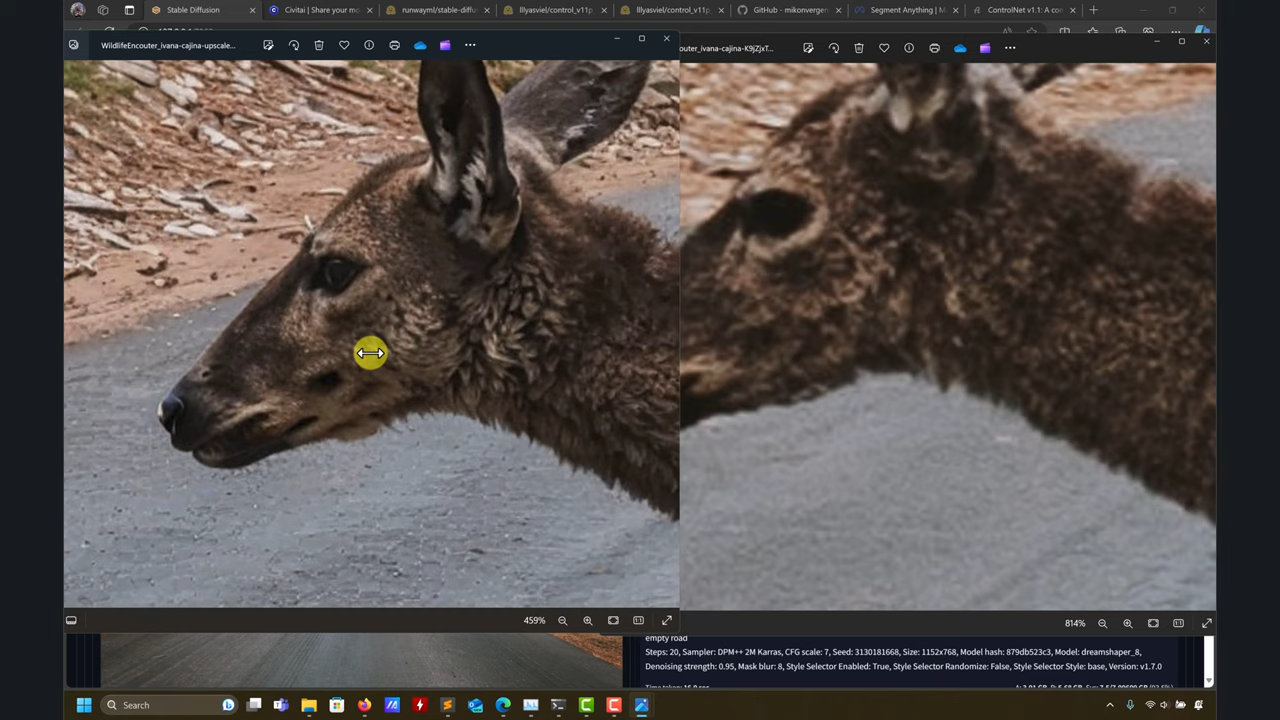 Stable Diffusion
Civitai | Share your mo
runwayml/stable-diffu
lllyasviel/control_v11p
lllyasviel/control_v11p
GitHub - mikonvergen
Segment Anything | M
ControlNet v1.1: A co
WildlifeEncouter_ivana-cajina-upscale...
outer_ivana-cajina-K9jZjxT...
459%
814%
empty road
Steps: 20, Sampler: DPM++ 2M Karras, CFG scale: 7, Seed: 3130181668, Size: 1152x768, Model hash: 879db523c3, Model: dreamshaper_8,
Denoising strength: 0.95, Mask blur: 8, Style Selector Enabled: True, Style Selector Randomize: False, Style Selector Style: base, Version: v1.7.0
Search